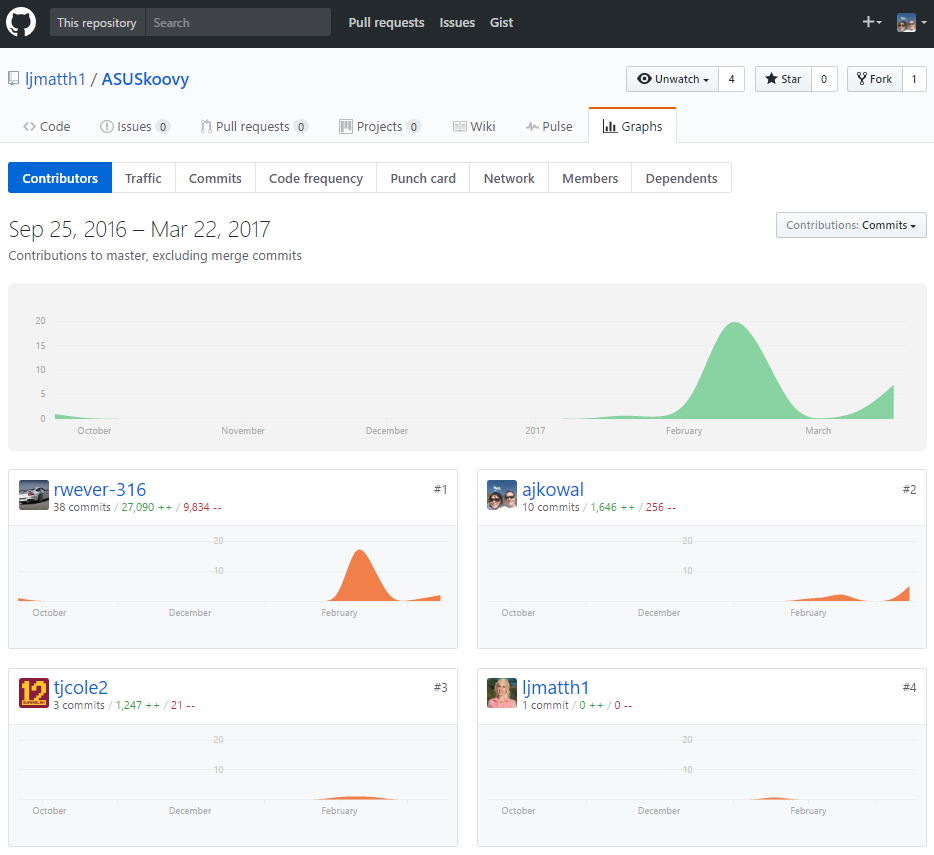 This repository Search Pull requests Issues Gist
ljmatth1 / ASUSkoovy Unwatch 4 Star 0 Fork 1
Code Issues 0 Pull requests 0 Projects 0 Wiki Pulse Graphs
Contributors Traffic Commits Code frequency Punch card Network Members Dependents
Sep 25, 2016 – Mar 22, 2017 Contributions: Commits
Contributions to master, excluding merge commits
20
15
10
5
0
October November December 2017 February March
rwever-316 #1
38 commits / 27,090 ++ / 9,834 --
20
10
October December February
ajkowal #2
10 commits / 1,646 ++ / 256 --
20
10
October December February
12
tjcole2 #3
3 commits / 1,247 ++ / 21 --
20
10
October December February
ljmatth1 #4
1 commit / 0 ++ / 0 --
20
10
October December February